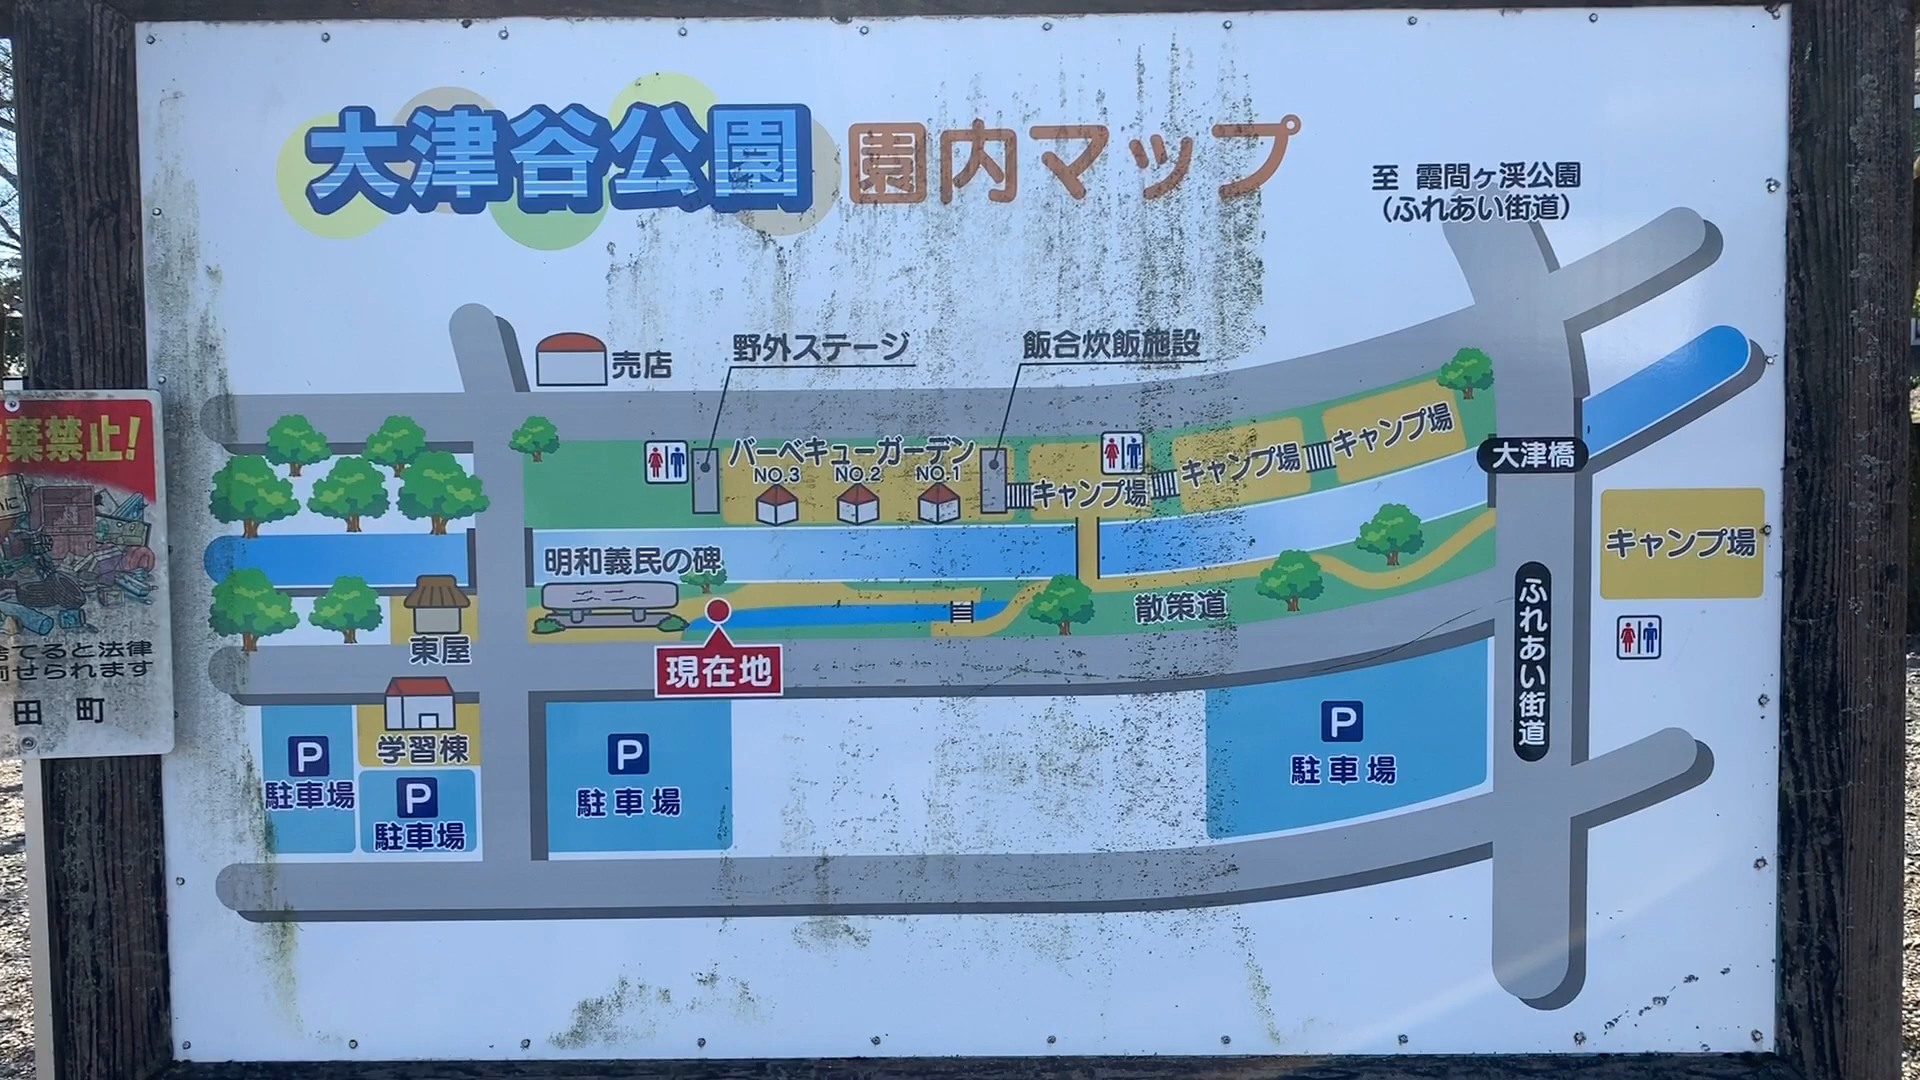 大津谷公園 園内マップ
至 霞間ヶ渓公園
(ふれあい街道)
売店
野外ステージ
飯合炊飯施設
バーベキューガーデン
NO.3 NO.2 NO.1
キャンプ場
キャンプ場
キャンプ場
大津橋
キャンプ場
明和義民の碑
散策道
ふれあい街道
東屋
現在地
学習棟
P
駐車場
P
駐車場
P
駐車場
P
駐車場
棄禁止!
てると法律
せられます
田町